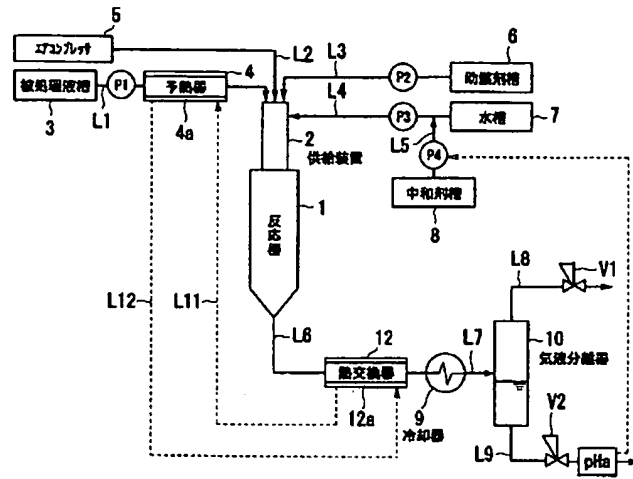 5
エアコンプレッサ
L2
L3
6
P2
助燃剤槽
被処理液槽
P1
4
予熱器
4a
3
L1
L4
P3
水槽
7
2
供給装置
L5
P4
中和剤槽
8
1
反応器
L12
L11
L6
L8
V1
12
熱交換器
12a
L7
9
冷却器
10
気液分離器
V2
L9
pHa